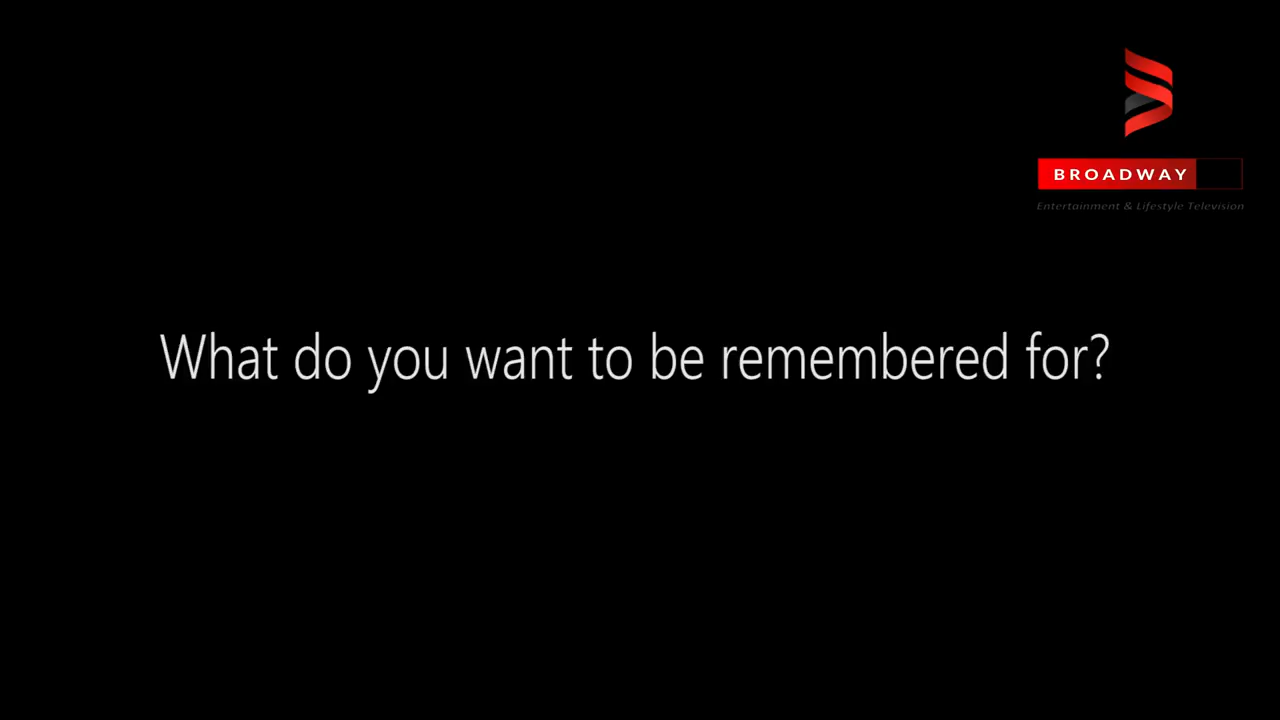 BROADWAY
Entertainment & Lifestyle Television
What do you want to be remembered for?